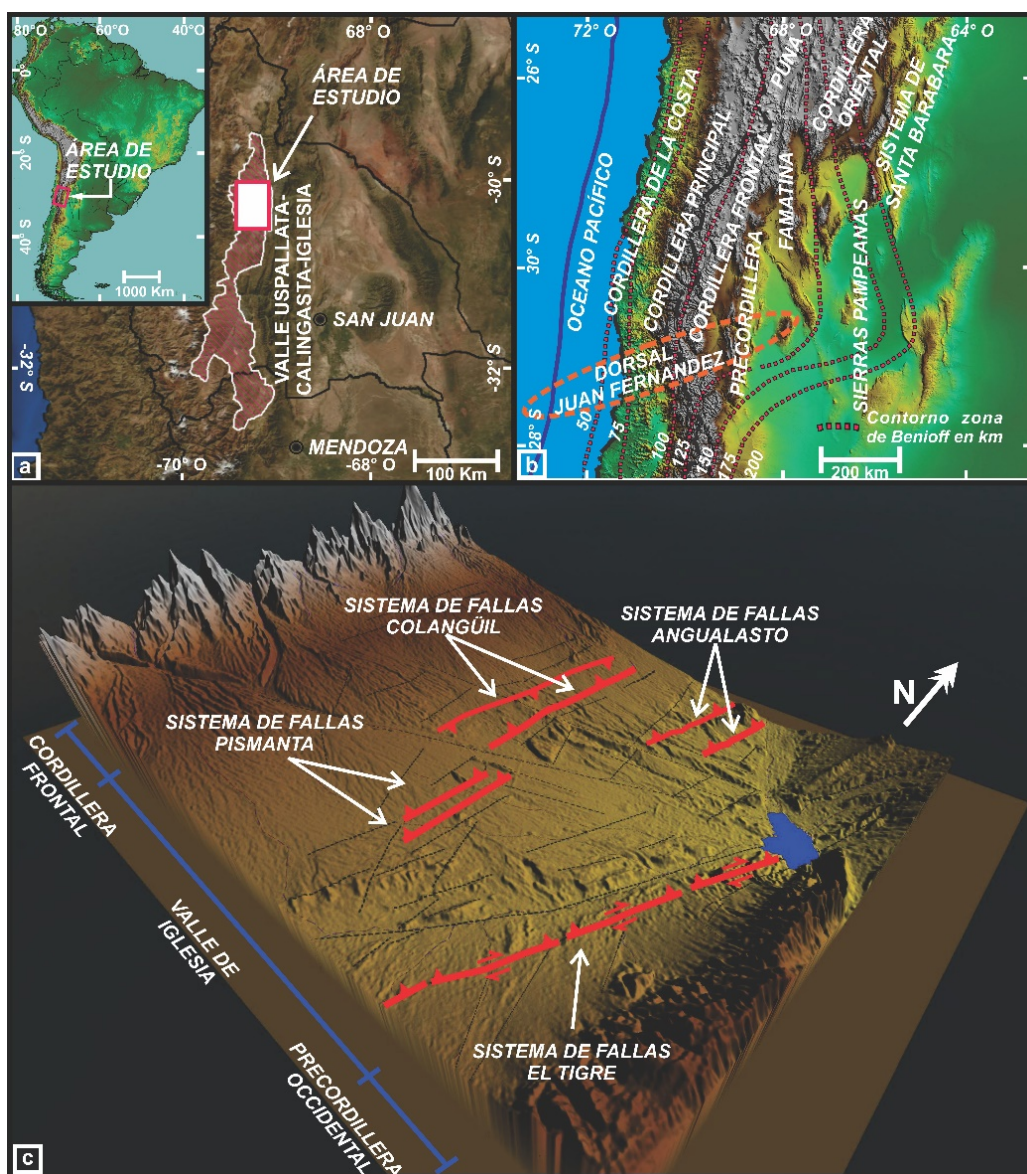 80° O
60° O
40° O
0°
20° S
40° S
ÁREA DE
ESTUDIO
1000 Km
ÁREA DE
ESTUDIO
-30° S
-32° S
-32° S
VALLE USPALLATA-
CALINGASTA-IGLESIA
SAN JUAN
MENDOZA
-70° O
-68° O
100 Km
a
72° O
68° O
64° O
26° S
30° S
28° S
OCEANO PACÍFICO
CORDILLERA DE LA COSTA
CORDILLERA PRINCIPAL
CORDILLERA FRONTAL
PRECORDILLERA
FAMATINA
PUNA
CORDILLERA
ORIENTAL
SISTEMA DE
SANTA BARABARA
SIERRAS PAMPEANAS
DORSAL
JUAN FERNANDEZ
50
75
100
125
150
175
200
Contorno zona
de Benioff en km
200 km
b
SISTEMA DE FALLAS
COLANGÜIL
SISTEMA DE FALLAS
ANGUALASTO
SISTEMA DE FALLAS
PISMANTA
N
CORDILLERA
FRONTAL
VALLE DE
IGLESIA
PRECORDILLERA
OCCIDENTAL
SISTEMA DE FALLAS
EL TIGRE
c